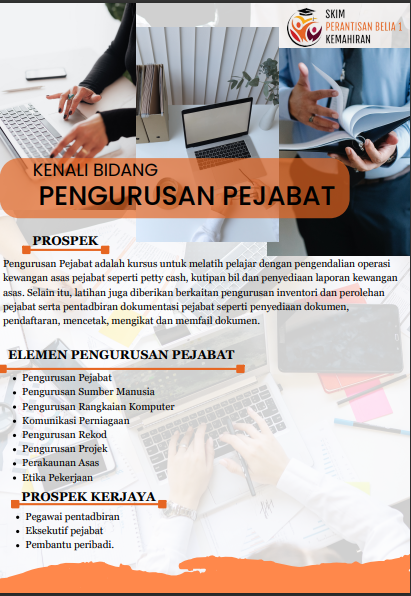 SKIM
PERANTISAN BELIA 1
KEMAHIRAN
KENALI BIDANG
PENGURUSAN PEJABAT
PROSPEK
Pengurusan Pejabat adalah kursus untuk melatih pelajar dengan pengendalian operasi
kewangan asas pejabat seperti petty cash, kutipan bil dan penyediaan laporan kewangan
asas. Selain itu, latihan juga diberikan berkaitan pengurusan inventori dan perolehan
pejabat serta pentadbiran dokumentasi pejabat seperti penyediaan dokumen,
pendaftaran, mencetak, mengikat dan memfail dokumen.
ELEMEN PENGURUSAN PEJABAT
• Pengurusan Pejabat
• Pengurusan Sumber Manusia
• Pengurusan Rangkaian Komputer
• Komunikasi Perniagaan
• Pengurusan Rekod
• Pengurusan Projek
• Perakaunan Asas
• Etika Pekerjaan
PROSPEK KERJAYA
• Pegawai pentadbiran
• Eksekutif pejabat
• Pembantu peribadi.